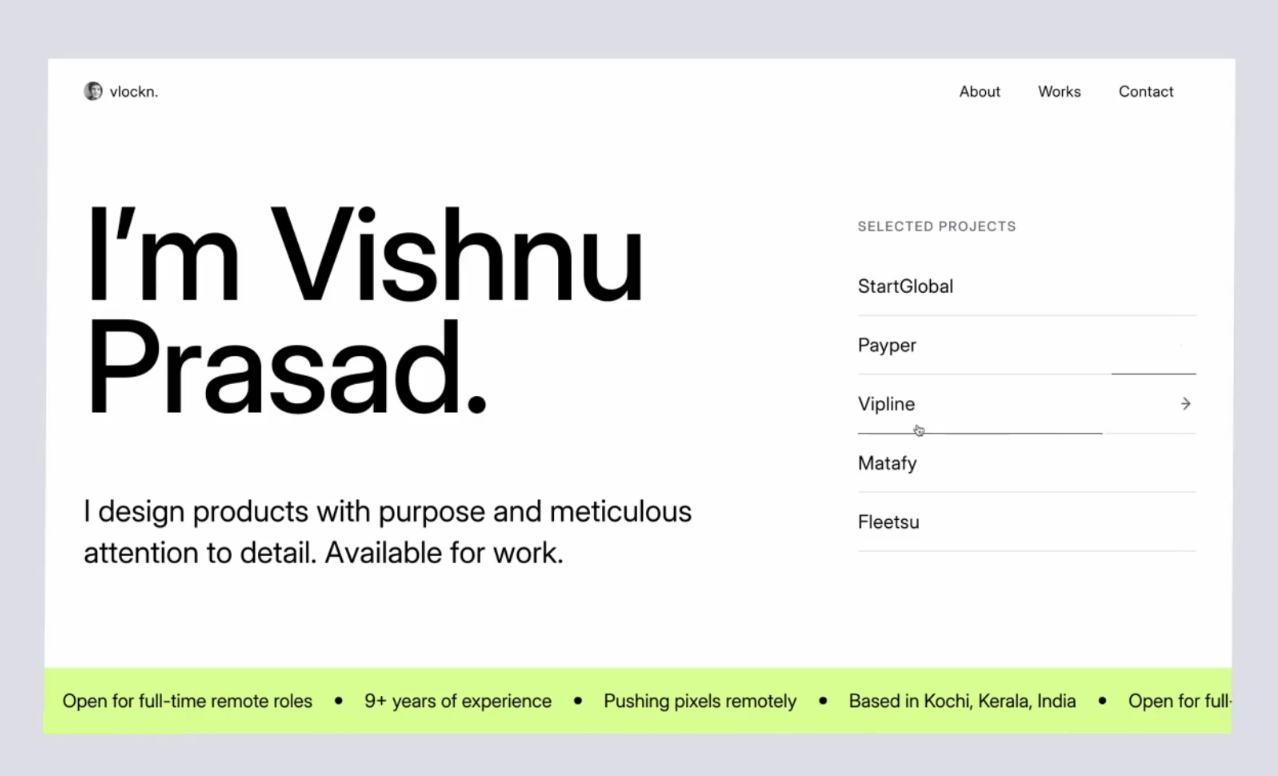 vlockn.
About Works Contact
I’m Vishnu
Prasad.
I design products with purpose and meticulous
attention to detail. Available for work.
SELECTED PROJECTS
StartGlobal
Payper
Vipline
Matafy
Fleetsu
Open for full-time remote roles • 9+ years of experience • Pushing pixels remotely • Based in Kochi, Kerala, India • Open for full-